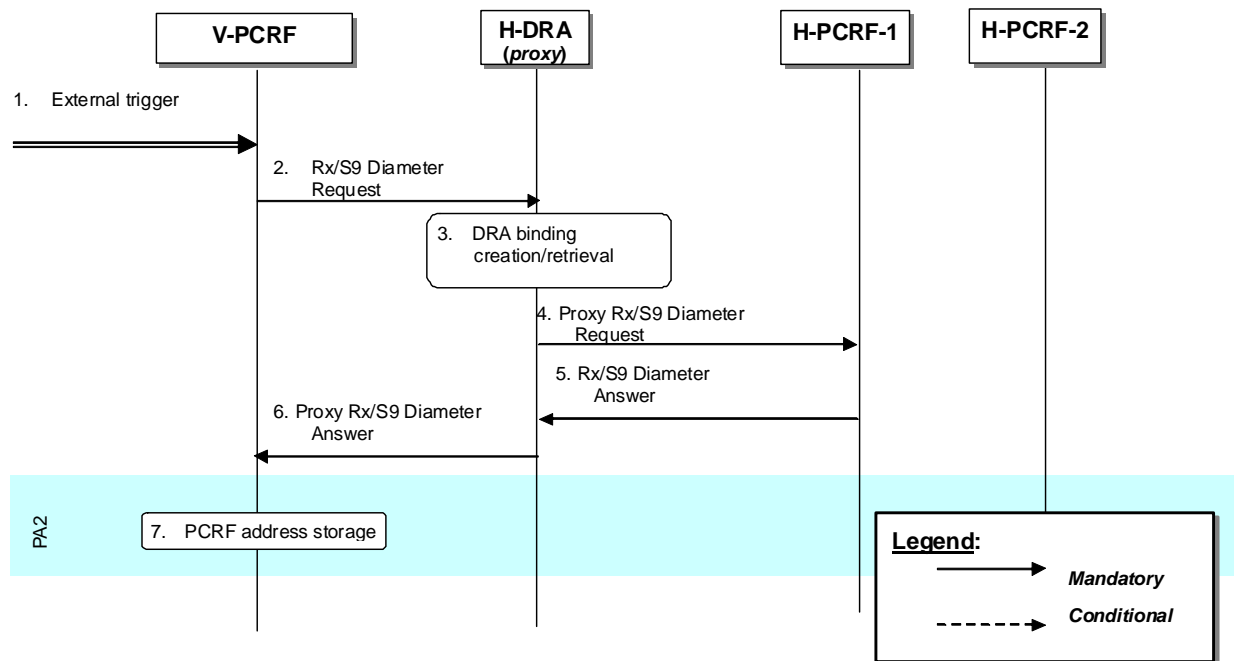 V-PCRF
H-DRA
(proxy)
H-PCRF-1
H-PCRF-2
1. External trigger
2. Rx/S9 Diameter
Request
3. DRA binding
creation/retrieval
4. Proxy Rx/S9 Diameter
Request
5. Rx/S9 Diameter
Answer
6. Proxy Rx/S9 Diameter
Answer
PA2
7. PCRF address storage
Legend:
Mandatory
Conditional